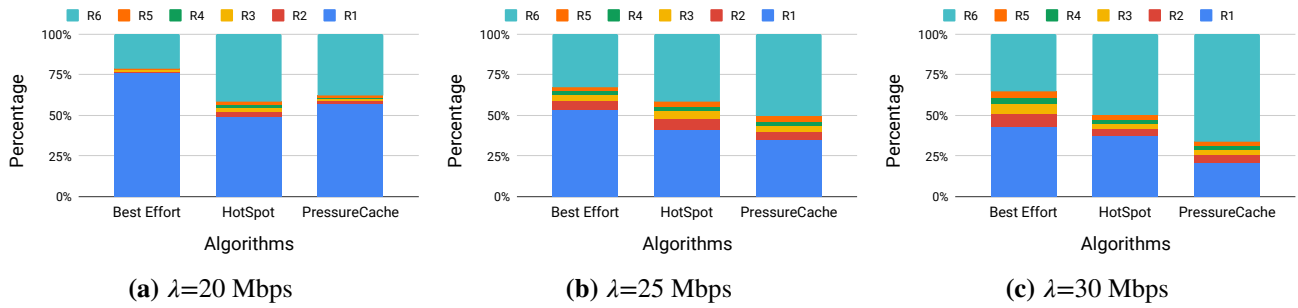 R6 R5 R4 R3 R2 R1
100%
75%
50%
25%
0%
Percentage
Best Effort HotSpot PressureCache
Algorithms
(a) λ=20 Mbps
R6 R5 R4 R3 R2 R1
100%
75%
50%
25%
0%
Percentage
Best Effort HotSpot PressureCache
Algorithms
(b) λ=25 Mbps
R6 R5 R4 R3 R2 R1
100%
75%
50%
25%
0%
Percentage
Best Effort HotSpot PressureCache
Algorithms
(c) λ=30 Mbps